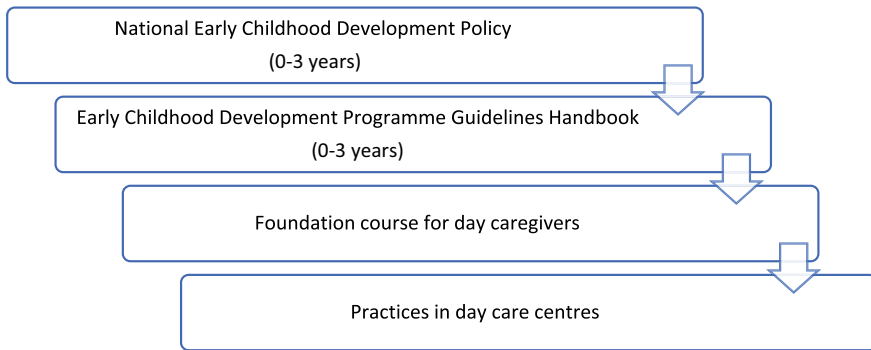 National Early Childhood Development Policy
(0-3 years)
Early Childhood Development Programme Guidelines Handbook
(0-3 years)
Foundation course for day caregivers
Practices in day care centres